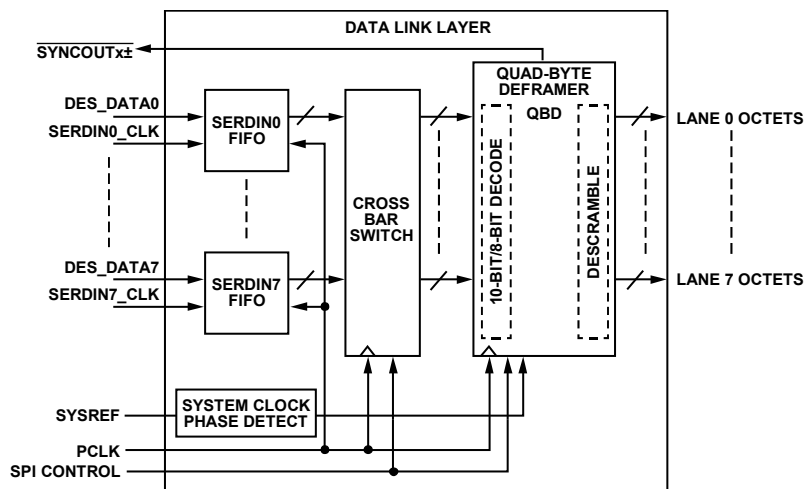 DATA LINK LAYER
SYNCOUTx±
QUAD-BYTE
DEFRAMER
QBD
DES_DATA0
SERDIN0_CLK
SERDIN0
FIFO
LANE 0 OCTETS
CROSS
BAR
SWITCH
10-BIT/8-BIT DECODE
DESCRAMBLE
DES_DATA7
SERDIN7_CLK
SERDIN7
FIFO
LANE 7 OCTETS
SYSREF
SYSTEM CLOCK
PHASE DETECT
PCLK
SPI CONTROL